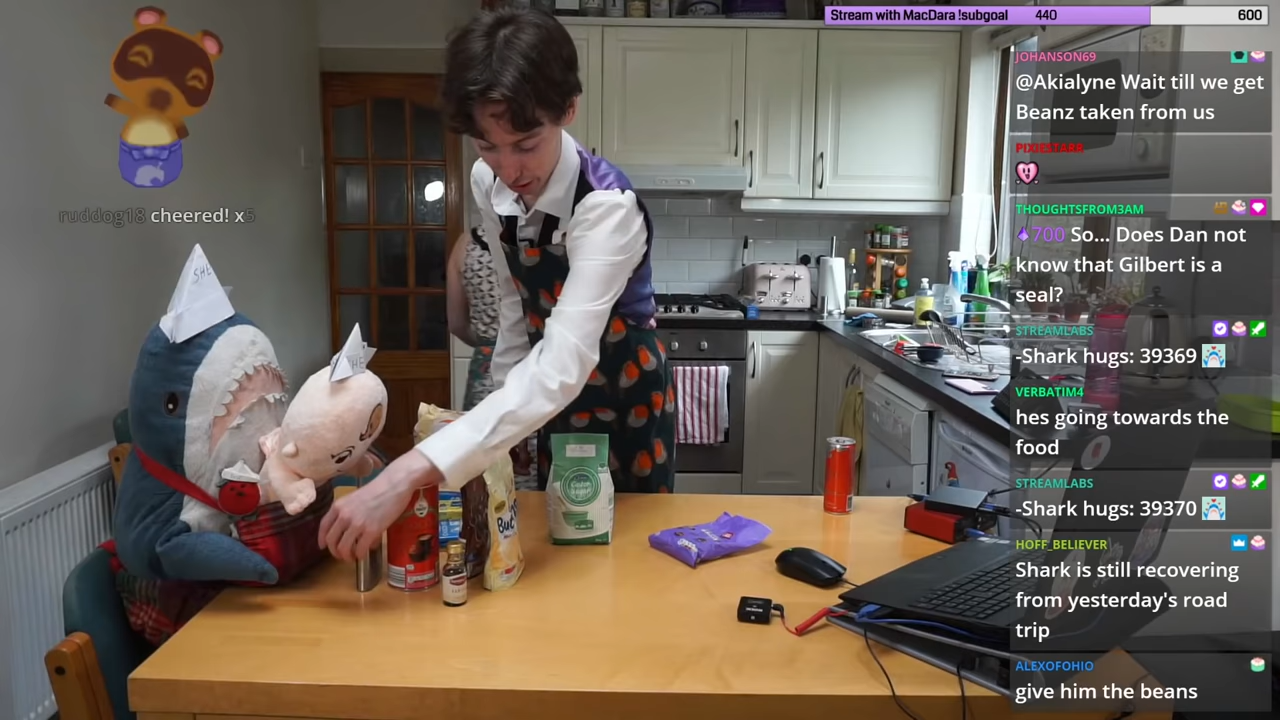 Stream with MacDara !subgoal 440 600
JOHANSON69
@Akialyne Wait till we get
Beanz taken from us
PIXIESTARR
THOUGHTSFROM3AM
700 So... Does Dan not
know that Gilbert is a
seal?
STREAMLABS
-Shark hugs: 39369
VERBATIM4
hes going towards the
food
STREAMLABS
-Shark hugs: 39370
HOFF_BELIEVER
Shark is still recovering
from yesterday's road
trip
ALEXOFOHIO
give him the beans
ruddog18 cheered! x5
SHE